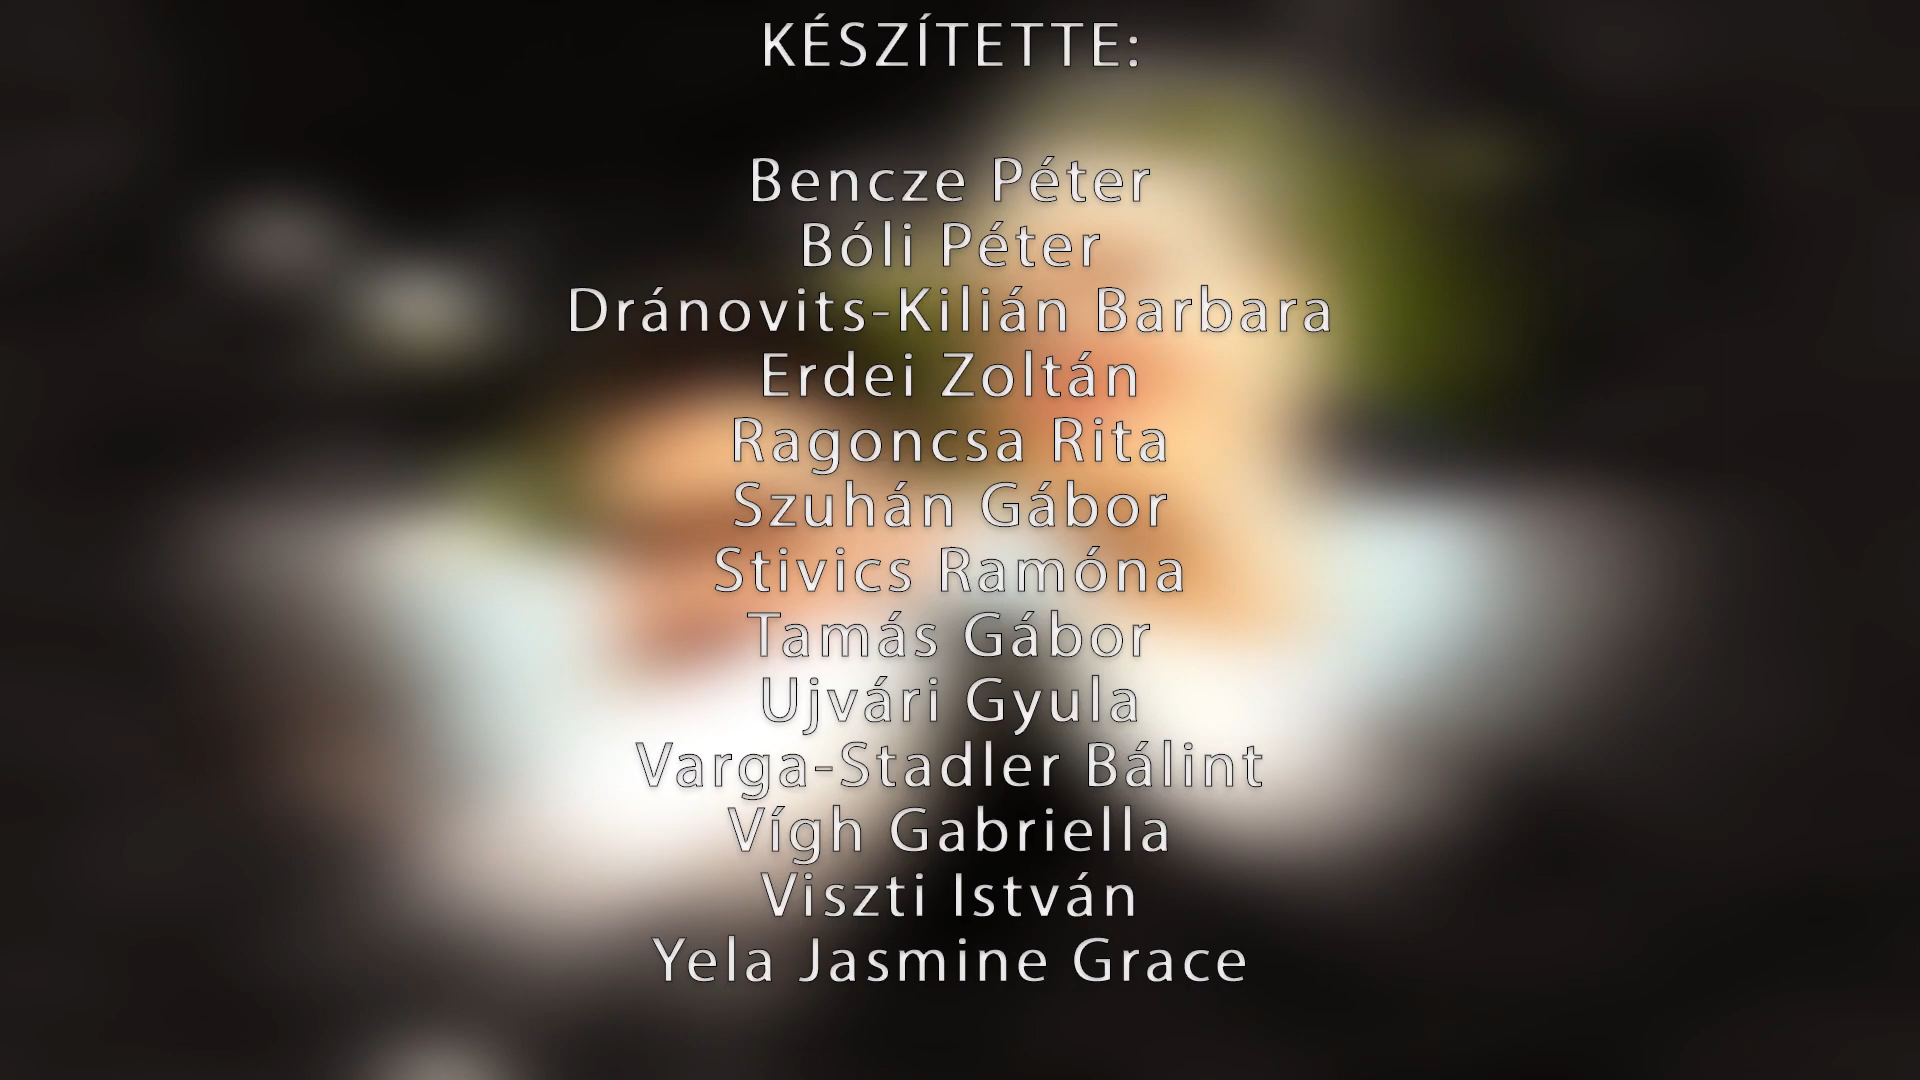 KÉSZÍTETTE:
Bencze Péter
Bóli Péter
Dránovits-Kilián Barbara
Erdei Zoltán
Ragoncsa Rita
Szuhán Gábor
Stivics Ramóna
Tamás Gábor
Ujvári Gyula
Varga-Stadler Bálint
Vígh Gabriella
Viszti István
Yela Jasmine Grace